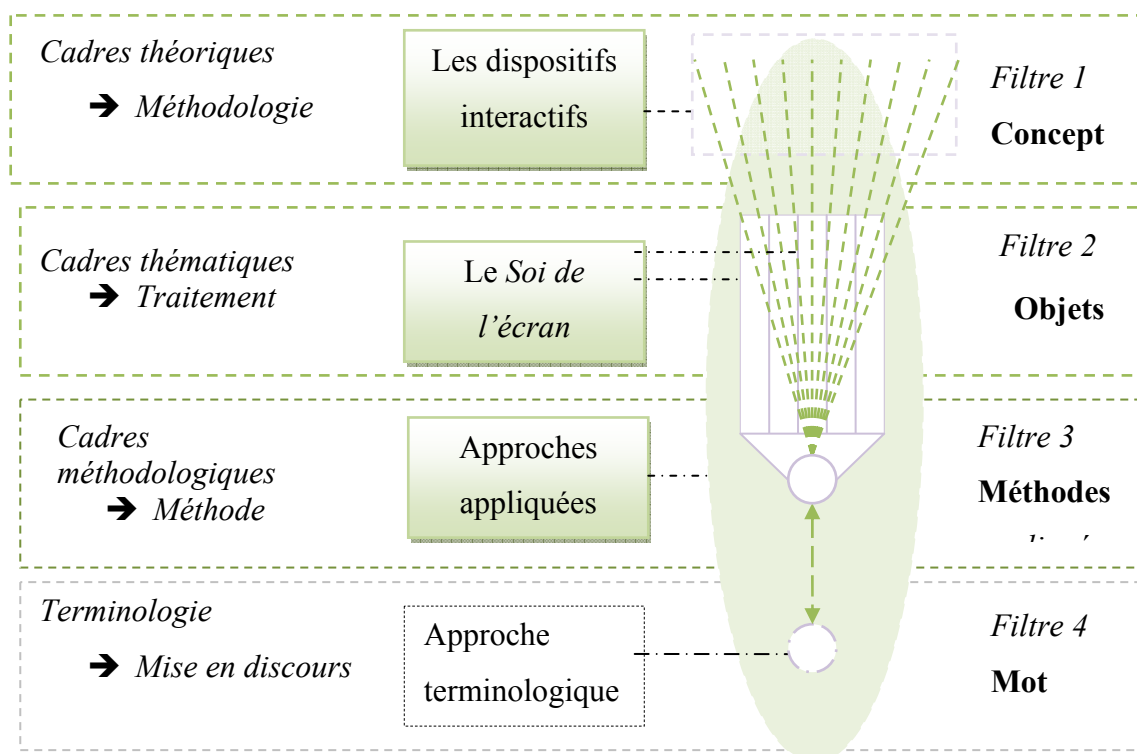 Cadres théoriques
➔ Méthodologie
Les dispositifs
interactifs
Filtre 1
Concept
Cadres thématiques
➔ Traitement
Le Soi de
l’écran
Filtre 2
Objets
Cadres
méthodologiques
➔ Méthode
Approches
appliquées
Filtre 3
Méthodes
Terminologie
➔ Mise en discours
Approche
terminologique
Filtre 4
Mot